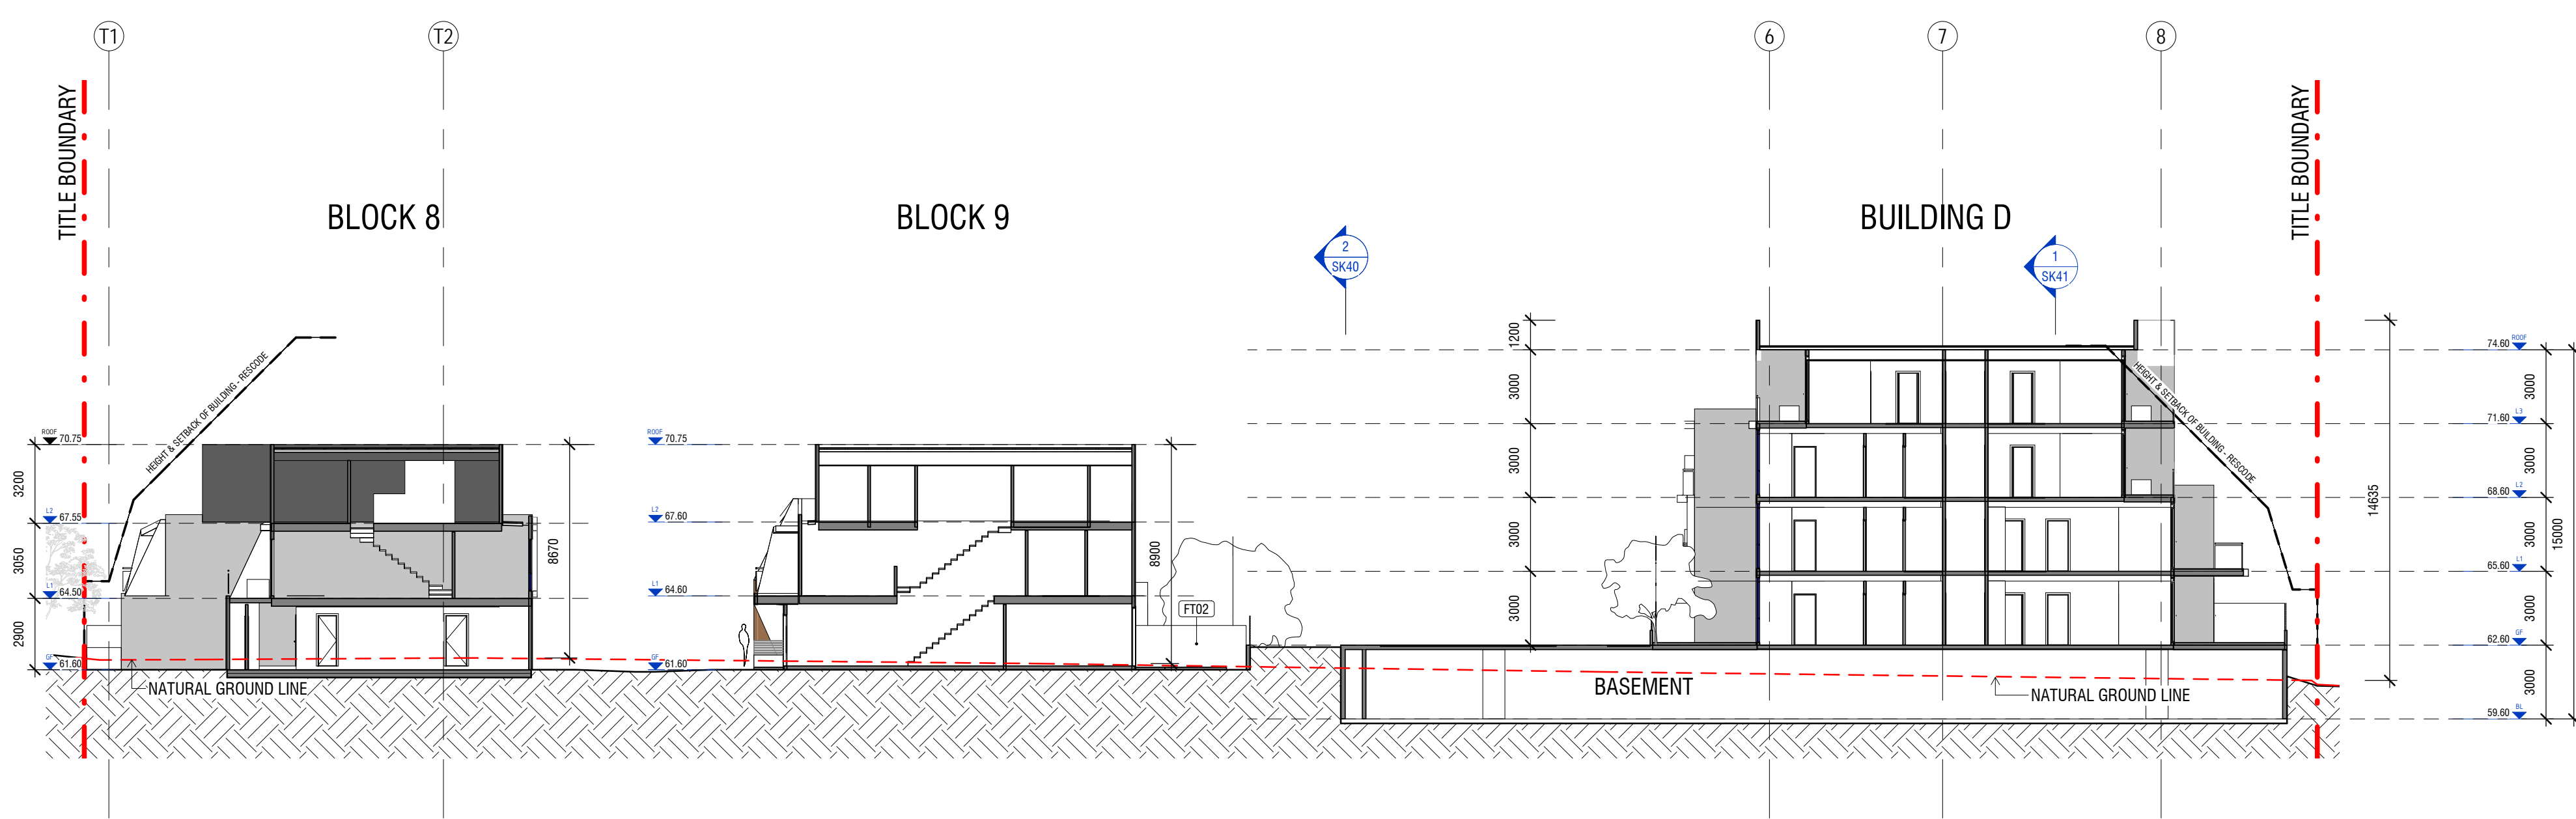 T1
T2
6
7
8
TITLE BOUNDARY
TITLE BOUNDARY
BLOCK 8
BLOCK 9
BUILDING D
2
SK40
1
SK41
HEIGHT & SETBACK OF BUILDING - RESCODE
HEIGHT & SETBACK OF BUILDING - RESCODE
ROOF
70.75
L2
67.55
L1
64.50
GF
61.60
3200
3050
2900
8670
ROOF
70.75
L2
67.60
L1
64.60
GF
61.60
8900
FT02
1200
3000
3000
3000
3000
14635
ROOF
74.60
L3
71.60
L2
68.60
L1
65.60
GF
62.60
BL
59.60
3000
3000
3000
3000
3000
15000
NATURAL GROUND LINE
BASEMENT
NATURAL GROUND LINE